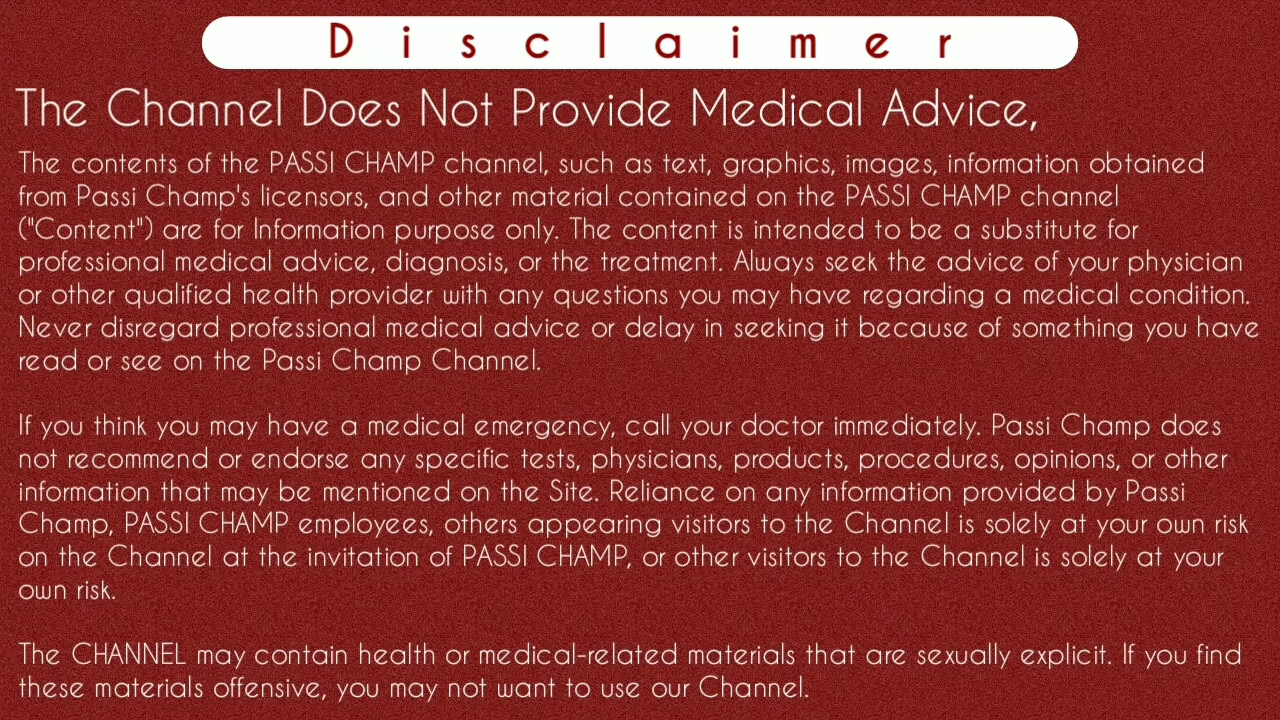 Disclaimer
The Channel Does Not Provide Medical Advice,
The contents of the PASSI CHAMP channel, such as text, graphics, images, information obtained
from Passi Champ's licensors, and other material contained on the PASSI CHAMP channel
("Content") are for Information purpose only. The content is intended to be a substitute for
professional medical advice, diagnosis, or the treatment. Always seek the advice of your physician
or other qualified health provider with any questions you may have regarding a medical condition.
Never disregard professional medical advice or delay in seeking it because of something you have
read or see on the Passi Champ Channel.
If you think you may have a medical emergency, call your doctor immediately. Passi Champ does
not recommend or endorse any specific tests, physicians, products, procedures, opinions, or other
information that may be mentioned on the Site. Reliance on any information provided by Passi
Champ, PASSI CHAMP employees, others appearing visitors to the Channel is solely at your own risk
on the Channel at the invitation of PASSI CHAMP, or other visitors to the Channel is solely at your
own risk.
The CHANNEL may contain health or medical-related materials that are sexually explicit. If you find
these materials offensive, you may not want to use our Channel.